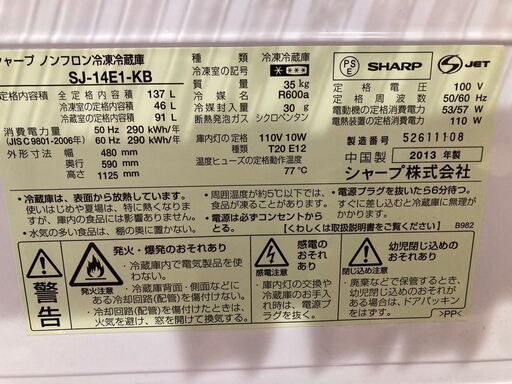 シャープ ノンフロン冷凍冷蔵庫
SJ-14E1-KB
定格内容積 全定格内容積 137 L
冷凍室の容積 46 L
冷蔵室の容積 91 L
消費電力量 50 Hz 290 kWh/年
(JIS C 9801-2006年) 60 Hz 290 kWh/年
外形寸法 幅 480 mm
奥行 590 mm
高さ 1125 mm
種類 冷凍冷蔵庫
冷凍室の記号 * ***
質量 35 kg
冷媒 R600a
冷媒封入量 30 g
断熱発泡ガス シクロペンタン
庫内灯の定格 110V 10W
T20 E12
温度ヒューズの定格動作温度
77 ℃
PS
E
SHARP
S JET
定格電圧 100 V
定格周波数 50/60 Hz
電動機の定格消費電力 53/57 W
電熱装置の定格消費電力 110 W
製造番号 52611108
中国製 2013 年製
シャープ株式会社
・冷蔵庫は、表面から放熱しています。
使いはじめや夏場は、特に熱くなりま
すが、庫内の食品には影響ありません。
・水気の多い食品は、棚の奥に置かない。
周囲温度が約5℃以下では、
食品が凍ることがあります。
・電源は必ずコンセントから
とる。
・電源プラグを抜いたら6分待つ。
すぐに差し込むと圧縮機が
故障することがあります。
【くわしくは取扱説明書をご覧ください】
B982
警告
発火注意
発火・爆発のおそれあり
・冷蔵庫内で電気製品を使
わない。
・庫内や背面、側面などにあ
る冷却回路(配管)を傷付けない。
・冷却回路(配管)を傷付けたときは、
火気を避け、窓を開けて換気する。
感電注意
感電の
おそれあり
・庫内灯の交換や
冷蔵庫のお手入
れ時は、電源プ
ラグを抜く。
閉じ込め注意
幼児閉じ込め
のおそれあり
・廃棄などで保管するとき、
幼児が閉じ込められる恐れ
がある場合は、ドアパッキン
をはずす。
>PP<